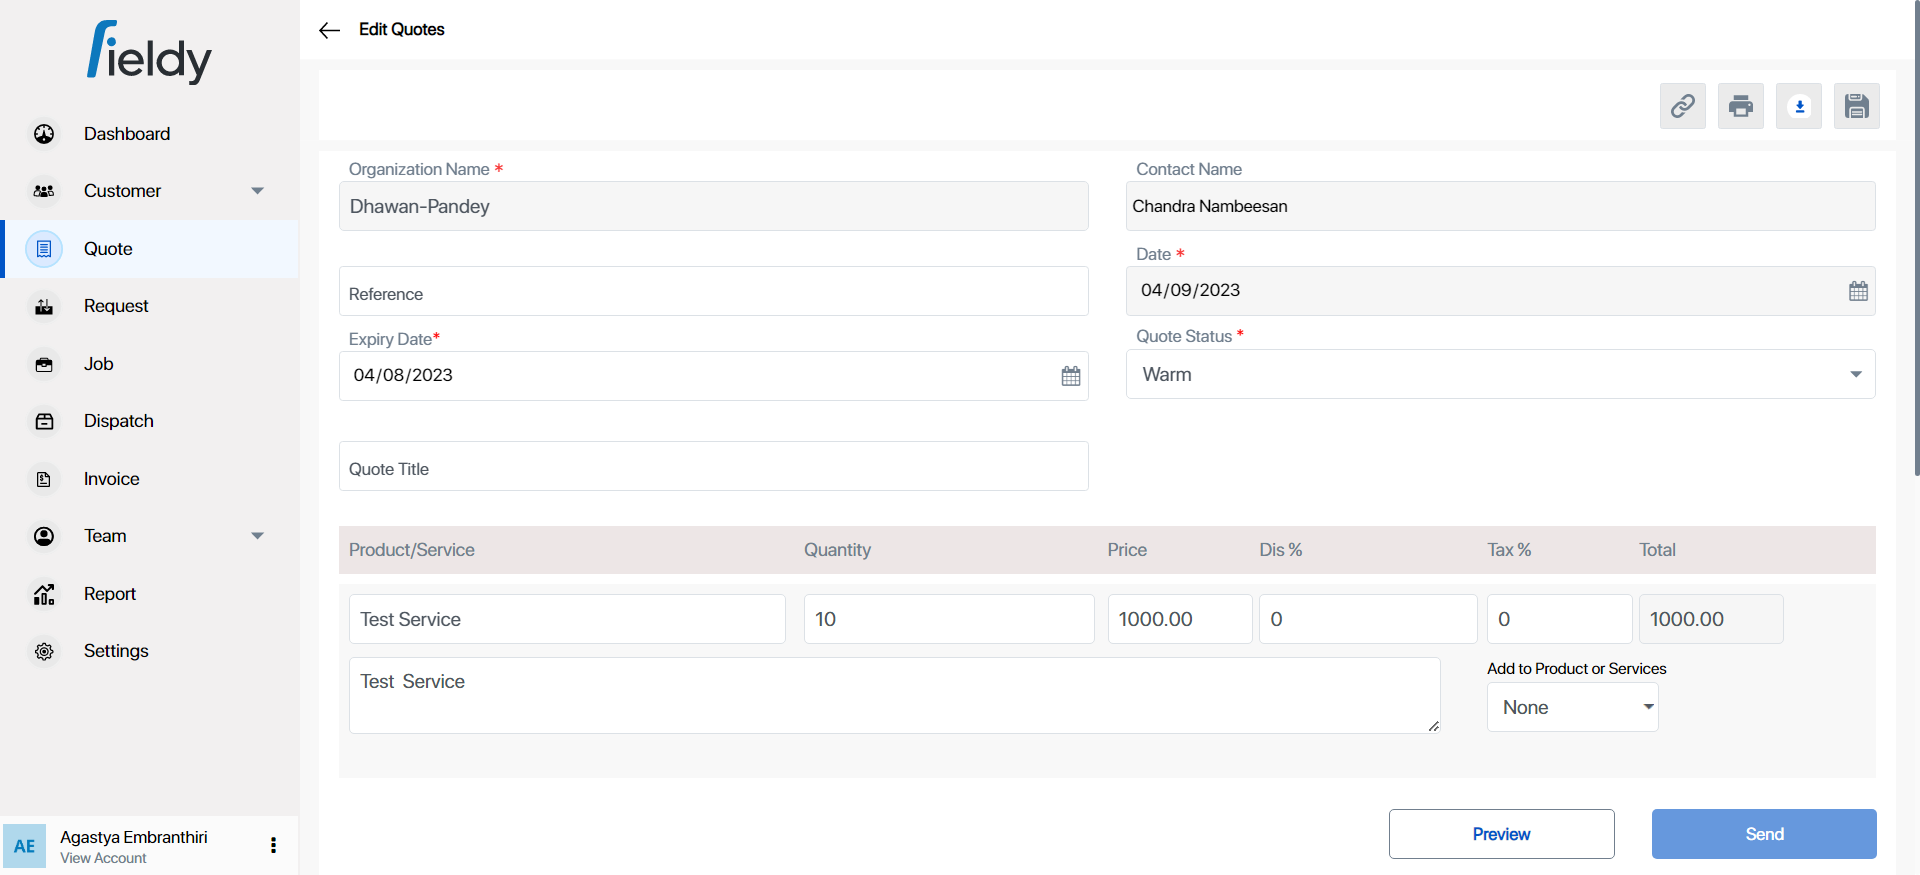 fieldy
Edit Quotes
Dashboard
Customer
Quote
Request
Job
Dispatch
Invoice
Team
Report
Settings
AE
Agastya Embranthiri
View Account
Organization Name *
Dhawan-Pandey
Contact Name
Chandra Nambeesan
Reference
Date *
04/09/2023
Expiry Date*
04/08/2023
Quote Status *
Warm
Quote Title
Product/Service Quantity Price Dis % Tax % Total
Test Service 10 1000.00 0 0 1000.00
Test Service
Add to Product or Services
None
Preview Send